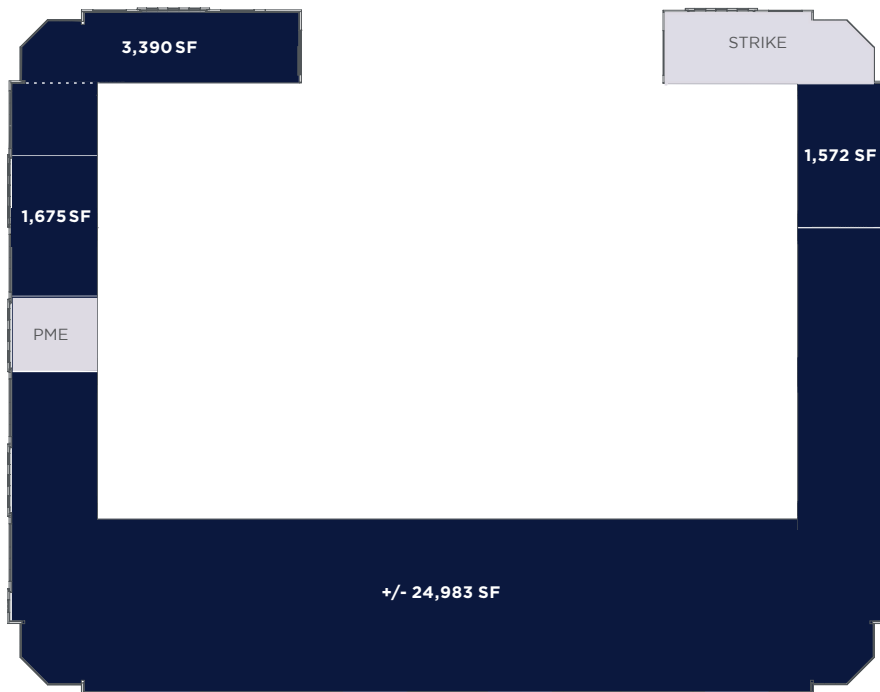 3,390 SF
STRIKE
1,572 SF
1,675 SF
PME
+/- 24,983 SF